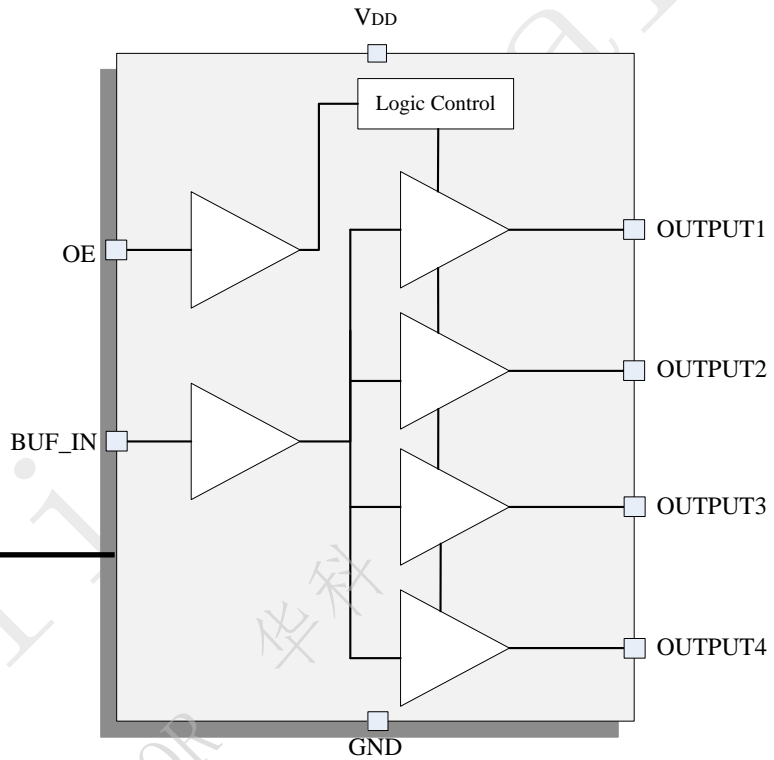 VDD
Logic Control
OE
OUTPUT1
OUTPUT2
BUF_IN
OUTPUT3
华科
OUTPUT4
GND